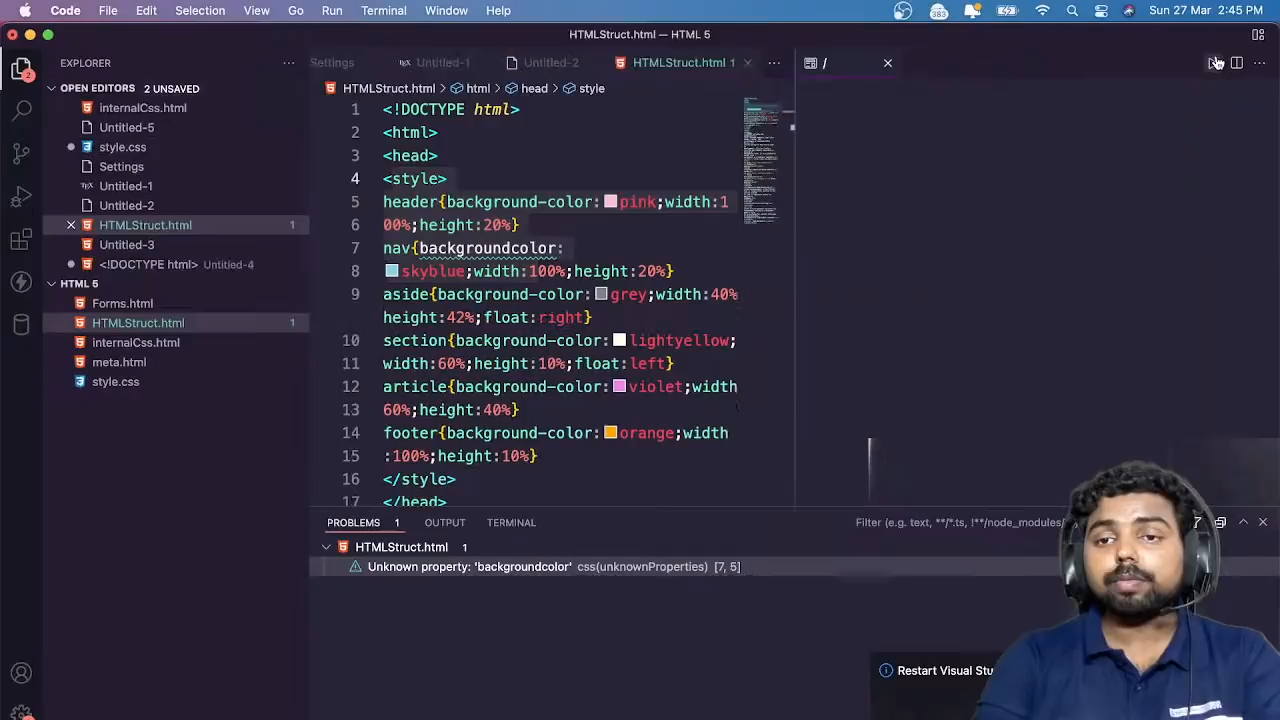 Code File Edit Selection View Go Run Terminal Window Help 383 Sun 27 Mar 2:45 PM
HTMLStruct.html — HTML 5
EXPLORER
OPEN EDITORS 2 UNSAVED
internalCss.html
Untitled-5
style.css
Settings
Untitled-1
Untitled-2
HTMLStruct.html 1
Untitled-3
<!DOCTYPE html> Untitled-4
HTML 5
Forms.html
HTMLStruct.html 1
internalCss.html
meta.html
style.css
2
Settings Untitled-1 Untitled-2 HTMLStruct.html 1
HTMLStruct.html > html > head > style
1 <!DOCTYPE html>
2 <html>
3 <head>
4 <style>
5 header{background-color: pink;width:1
6 00%;height:20%}
7 nav{backgroundcolor:
8 skyblue;width:100%;height:20%}
9 aside{background-color: grey;width:40%
height:42%;float:right}
10 section{background-color: lightyellow;
11 width:60%;height:10%;float:left}
12 article{background-color: violet;width
13 60%;height:40%}
14 footer{background-color: orange;width
15 :100%;height:10%}
16 </style>
17 </head>
/
PROBLEMS 1 OUTPUT TERMINAL Filter (e.g. text, **/*.ts, !**/node_modules/
HTMLStruct.html 1
Unknown property: 'backgroundcolor' css(unknownProperties) [7, 5]
Restart Visual Stu